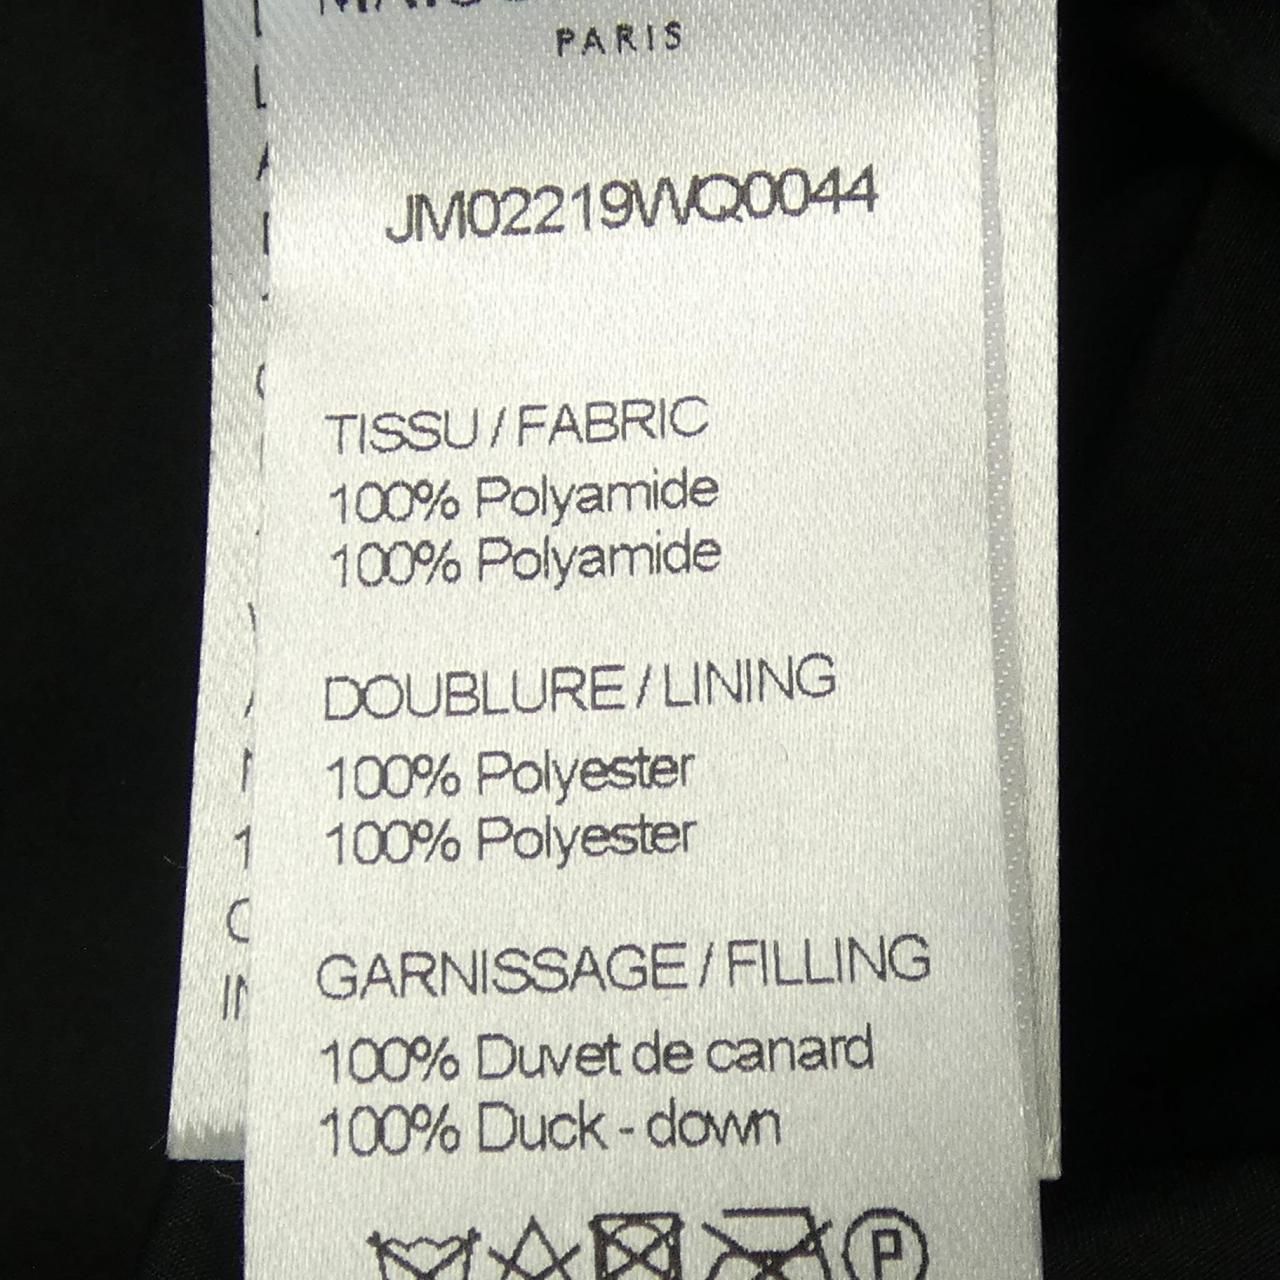 PARIS
JM02219WQ0044
TISSU / FABRIC
100% Polyamide
100% Polyamide
DOUBLURE / LINING
100% Polyester
100% Polyester
GARNISSAGE / FILLING
100% Duvet de canard
100% Duck - down
P